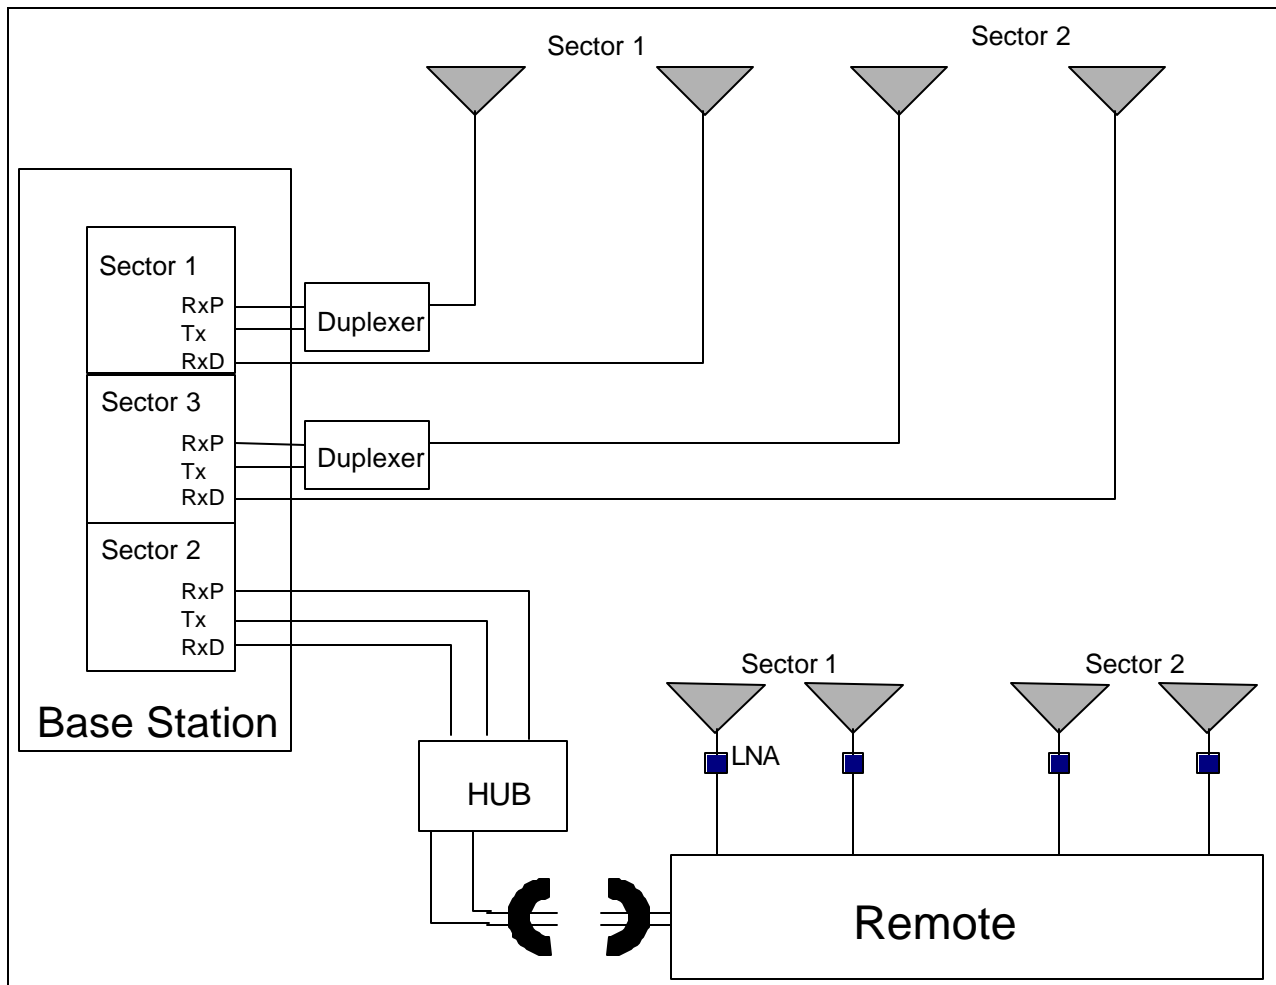 Sector 1
Sector 2
Sector 1
RxP
Tx
RxD
Duplexer
Sector 3
RxP
Tx
RxD
Duplexer
Sector 2
RxP
Tx
RxD
Base Station
HUB
Sector 1
Sector 2
LNA
Remote